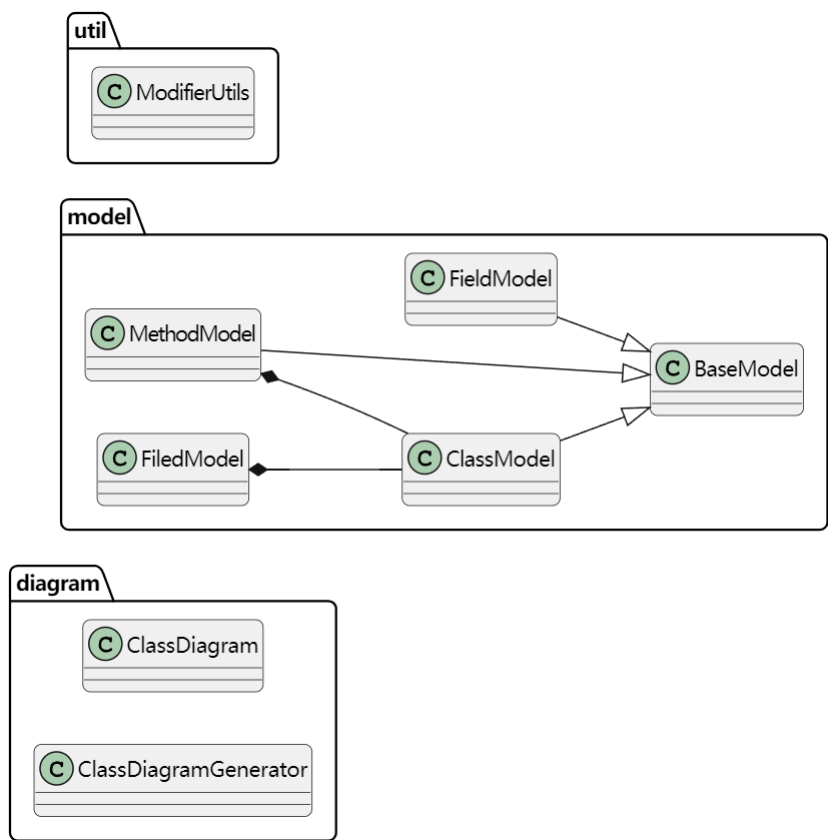 util
C ModifierUtils
model
C FieldModel
C MethodModel
C BaseModel
C FiledModel
C ClassModel
diagram
C ClassDiagram
C ClassDiagramGenerator